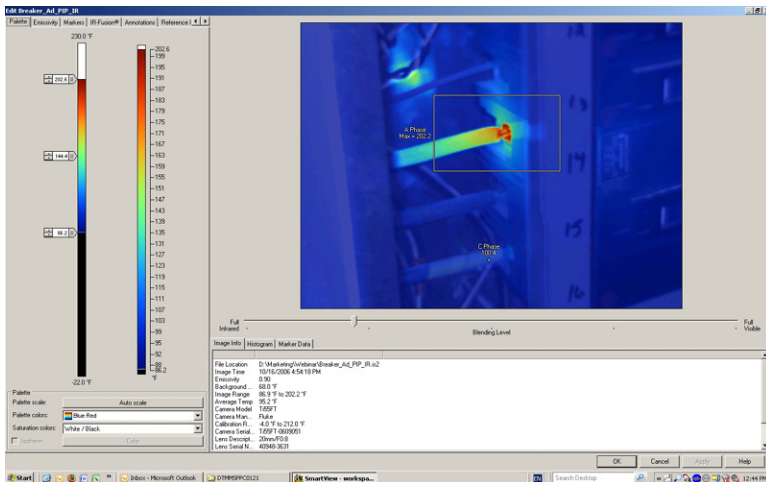 Edit Breaker_Ad_PIP_IR
Palette Emissivity Markers IR-Fusion® Annotations Reference
230.0 °F
202.6
144.4
86.2
-22.0 °F
202.6
199
195
191
187
183
179
175
171
167
163
159
155
151
147
143
139
135
131
127
123
119
115
111
107
103
99
95
92
88
86.2
°F
Palette
Palette scale: Auto scale
Palette colors: Blue Red
Saturation colors: White / Black
Isotherm Color
A Phase
Max = 202.2
C Phase
100.4
13
14
15
16
Full
Infrared
Blending Level
Full
Visible
Image Info Histogram Marker Data
File Location D:\Marketing\Webinar\Breaker_Ad_PIP_IR.is2
Image Time 10/16/2006 4:54:18 PM
Emissivity 0.90
Background ... 68.0 °F
Image Range 86.9 °F to 202.2 °F
Average Temp 95.2 °F
Camera Model Ti55FT
Camera Man... Fluke
Calibration R... -4.0 °F to 212.0 °F
Camera Serial... Ti55FT-0609051
Lens Descript... 20mm/F0.8
Lens Serial N... 40948-3631
OK Cancel Apply Help
Start Inbox - Microsoft Outlook DTMMSPPC0121 SmartView - workspa... Search Desktop 12:44 PM